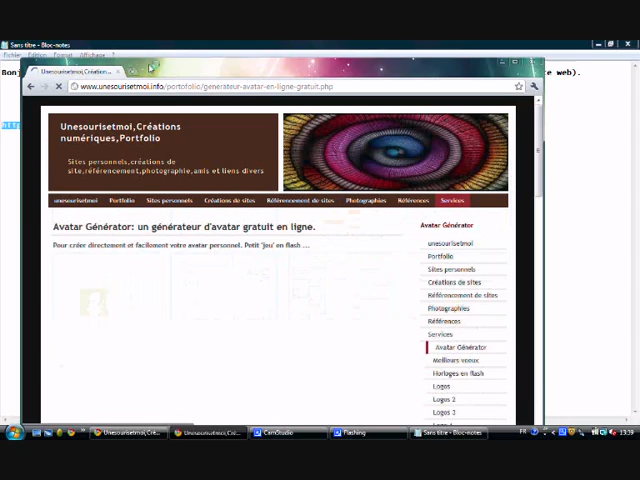 Sans titre - Bloc-notes
Fichier Edition Format Affichage ?
Bonj
te web).
http
Unesourisetmoi,Création...
www.unesourisetmoi.info/portofolio/generateur-avatar-en-ligne-gratuit.php
Unesourisetmoi,Créations
numériques,Portfolio
Sites personnels,créations de
site,référencement,photographie,amis et liens divers
unesourisetmoi Portfolio Sites personnels Créations de sites Référencement de sites Photographies Références Services
Avatar Générator: un générateur d'avatar gratuit en ligne.
Pour créer directement et facilement votre avatar personnel. Petit 'jeu' en flash ...
Avatar Générator
unesourisetmoi
Portfolio
Sites personnels
Créations de sites
Référencement de sites
Photographies
Références
Services
Avatar Générator
Meilleurs voeux
Horloges en flash
Logos
Logos 2
Logos 3
Unesourisetmoi,Cré...
Unesourisetmoi,Cré...
CamStudio
Flashing
Sans titre - Bloc-notes
FR
13:39